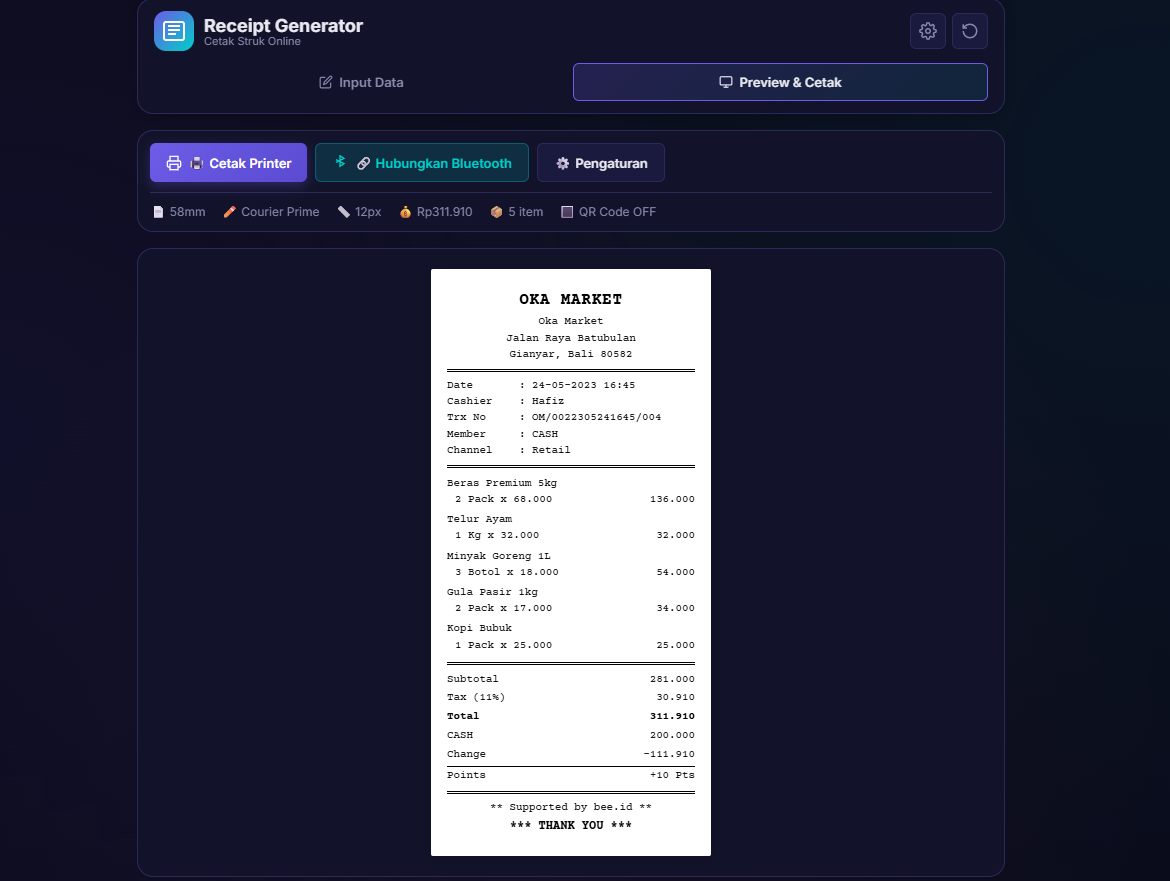 Receipt Generator
Cetak Struk Online
Input Data
Preview & Cetak
Cetak Printer
Hubungkan Bluetooth
Pengaturan
58mm Courier Prime 12px Rp311.910 5 item QR Code OFF
OKA MARKET
Oka Market
Jalan Raya Batubulan
Gianyar, Bali 80582
Date : 24-05-2023 16:45
Cashier : Hafiz
Trx No : OM/0022305241645/004
Member : CASH
Channel : Retail
Beras Premium 5kg
2 Pack x 68.000 136.000
Telur Ayam
1 Kg x 32.000 32.000
Minyak Goreng 1L
3 Botol x 18.000 54.000
Gula Pasir 1kg
2 Pack x 17.000 34.000
Kopi Bubuk
1 Pack x 25.000 25.000
Subtotal 281.000
Tax (11%) 30.910
Total 311.910
CASH 200.000
Change -111.910
Points +10 Pts
** Supported by bee.id **
*** THANK YOU ***